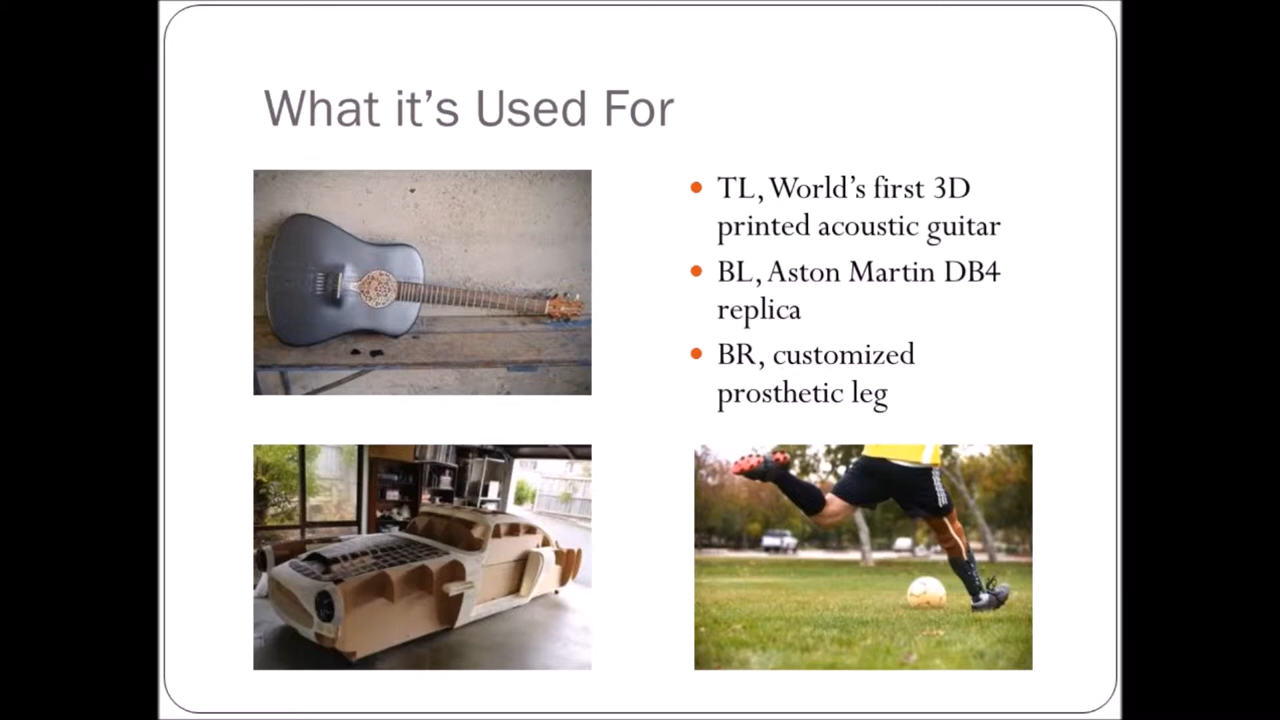 What it’s Used For
TL, World’s first 3D
printed acoustic guitar
BL, Aston Martin DB4
replica
BR, customized
prosthetic leg